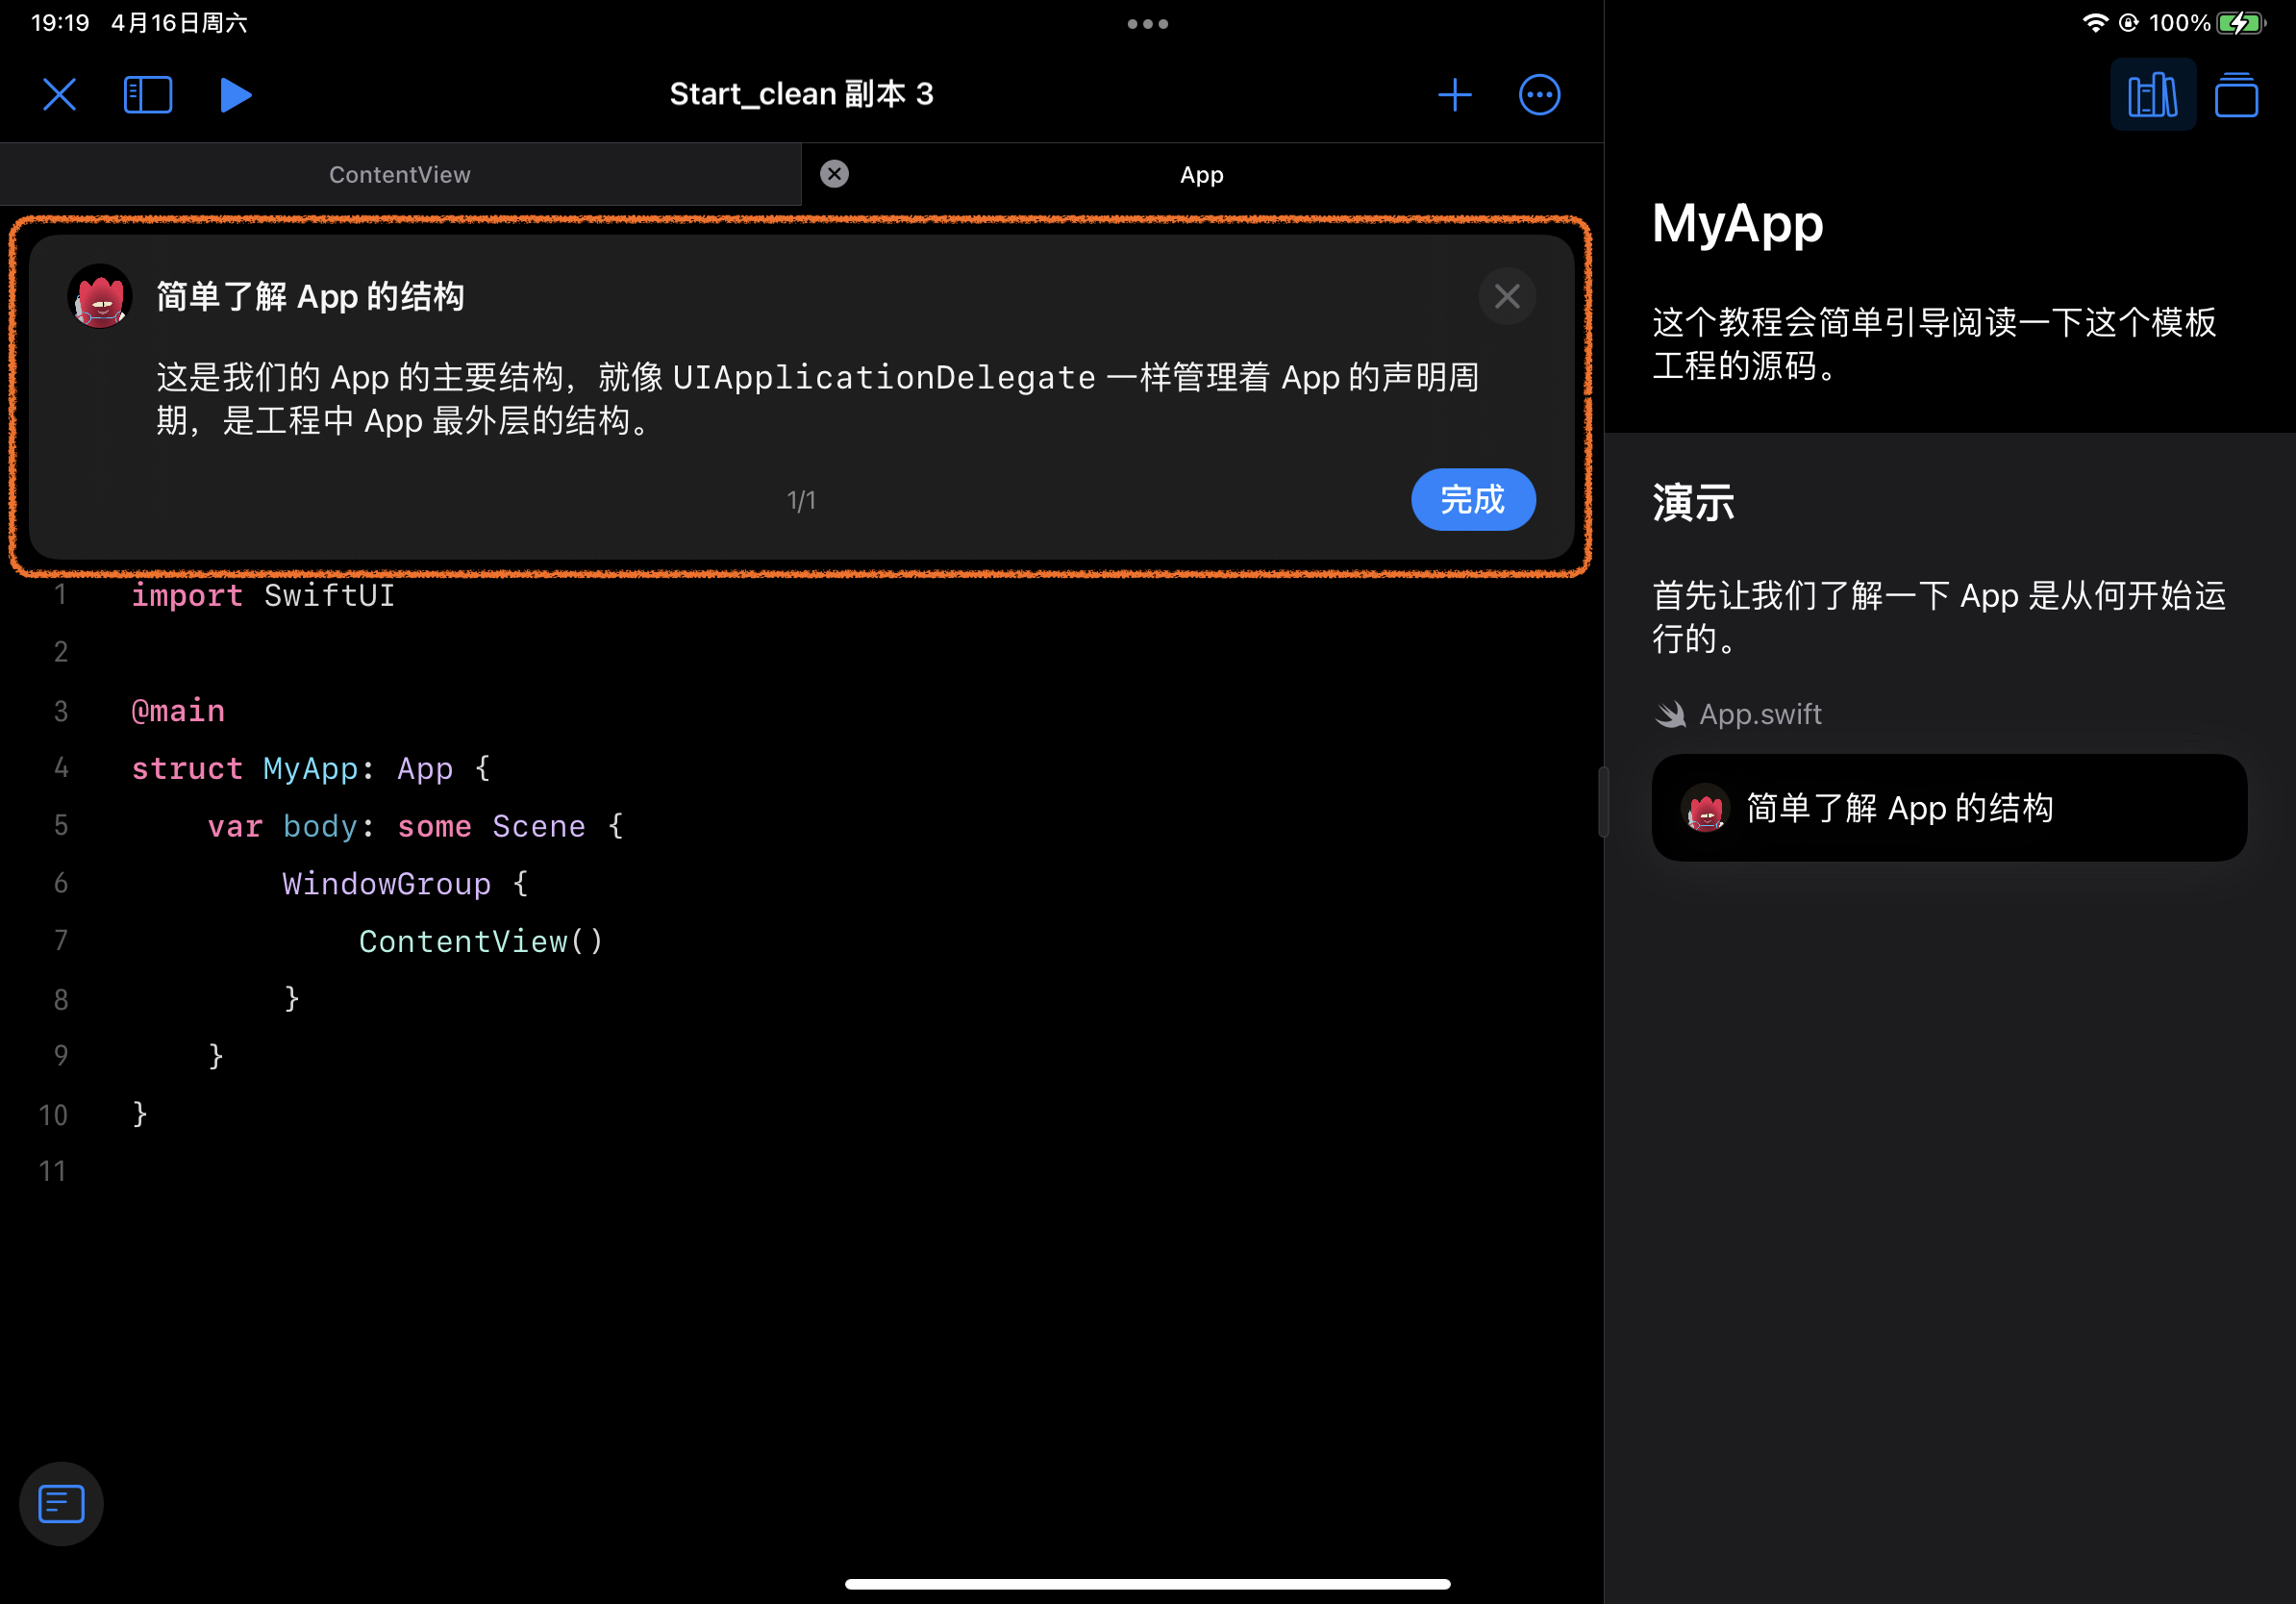 19:19 4月16日周六
100%
Start_clean 副本 3
ContentView
App
简单了解 App 的结构
这是我们的 App 的主要结构，就像 UIApplicationDelegate 一样管理着 App 的声明周
期，是工程中 App 最外层的结构。
1/1
完成
1 import SwiftUI
2
3 @main
4 struct MyApp: App {
5     var body: some Scene {
6         WindowGroup {
7             ContentView()
8         }
9     }
10 }
11
MyApp
这个教程会简单引导阅读一下这个模板
工程的源码。
演示
首先让我们了解一下 App 是从何开始运
行的。
App.swift
简单了解 App 的结构